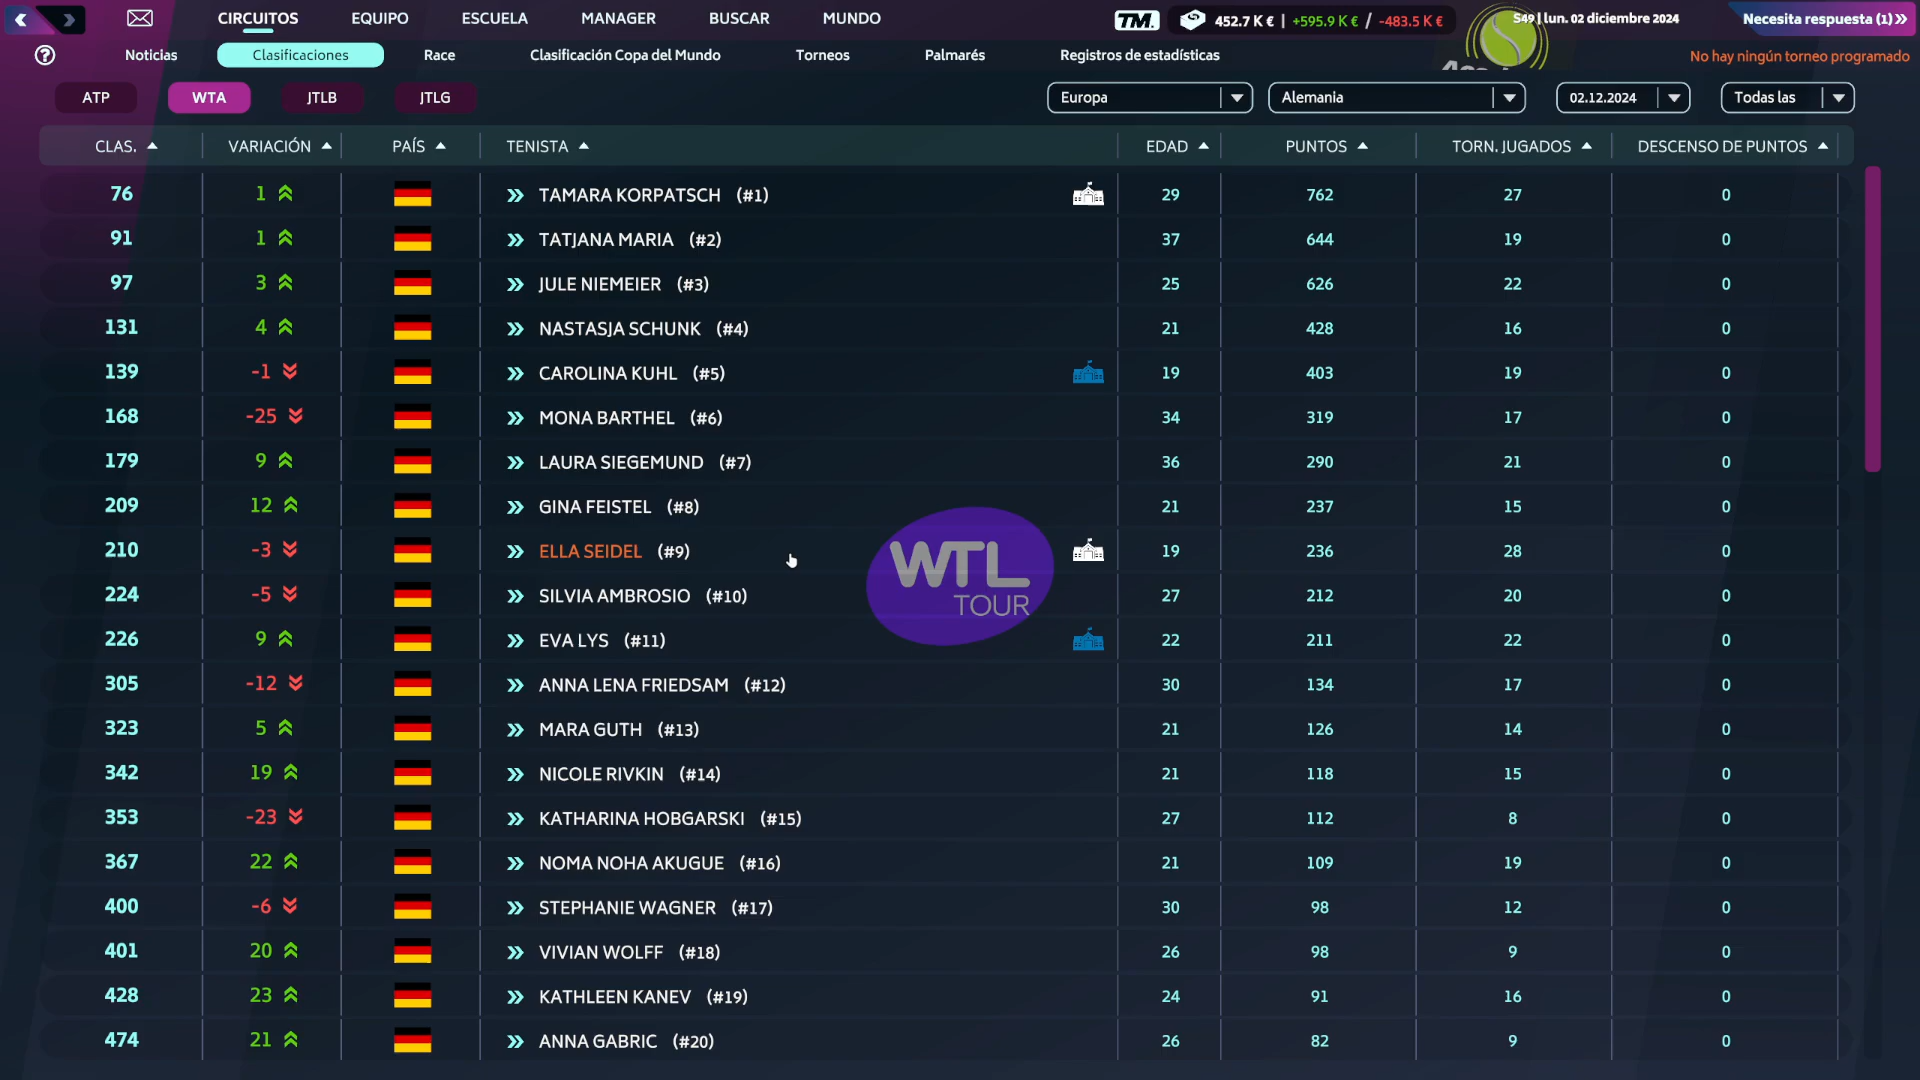 CIRCUITOS EQUIPO ESCUELA MANAGER BUSCAR MUNDO
TM. 452.7 K € | +595.9 K € / -483.5 K €
S49 | lun. 02 diciembre 2024
Necesita respuesta (1)
Noticias Clasificaciones Race Clasificación Copa del Mundo Torneos Palmarés Registros de estadísticas
No hay ningún torneo programado
ATP WTA JTLB JTLG Europa Alemania 02.12.2024 Todas las
CLAS. VARIACIÓN PAÍS TENISTA EDAD PUNTOS TORN. JUGADOS DESCENSO DE PUNTOS
76 1 TAMARA KORPATSCH (#1) 29 762 27 0
91 1 TATJANA MARIA (#2) 37 644 19 0
97 3 JULE NIEMEIER (#3) 25 626 22 0
131 4 NASTASJA SCHUNK (#4) 21 428 16 0
139 -1 CAROLINA KUHL (#5) 19 403 19 0
168 -25 MONA BARTHEL (#6) 34 319 17 0
179 9 LAURA SIEGEMUND (#7) 36 290 21 0
209 12 GINA FEISTEL (#8) 21 237 15 0
210 -3 ELLA SEIDEL (#9) 19 236 28 0
224 -5 SILVIA AMBROSIO (#10) 27 212 20 0
226 9 EVA LYS (#11) 22 211 22 0
305 -12 ANNA LENA FRIEDSAM (#12) 30 134 17 0
323 5 MARA GUTH (#13) 21 126 14 0
342 19 NICOLE RIVKIN (#14) 21 118 15 0
353 -23 KATHARINA HOBGARSKI (#15) 27 112 8 0
367 22 NOMA NOHA AKUGUE (#16) 21 109 19 0
400 -6 STEPHANIE WAGNER (#17) 30 98 12 0
401 20 VIVIAN WOLFF (#18) 26 98 9 0
428 23 KATHLEEN KANEV (#19) 24 91 16 0
474 21 ANNA GABRIC (#20) 26 82 9 0
WTL
TOUR